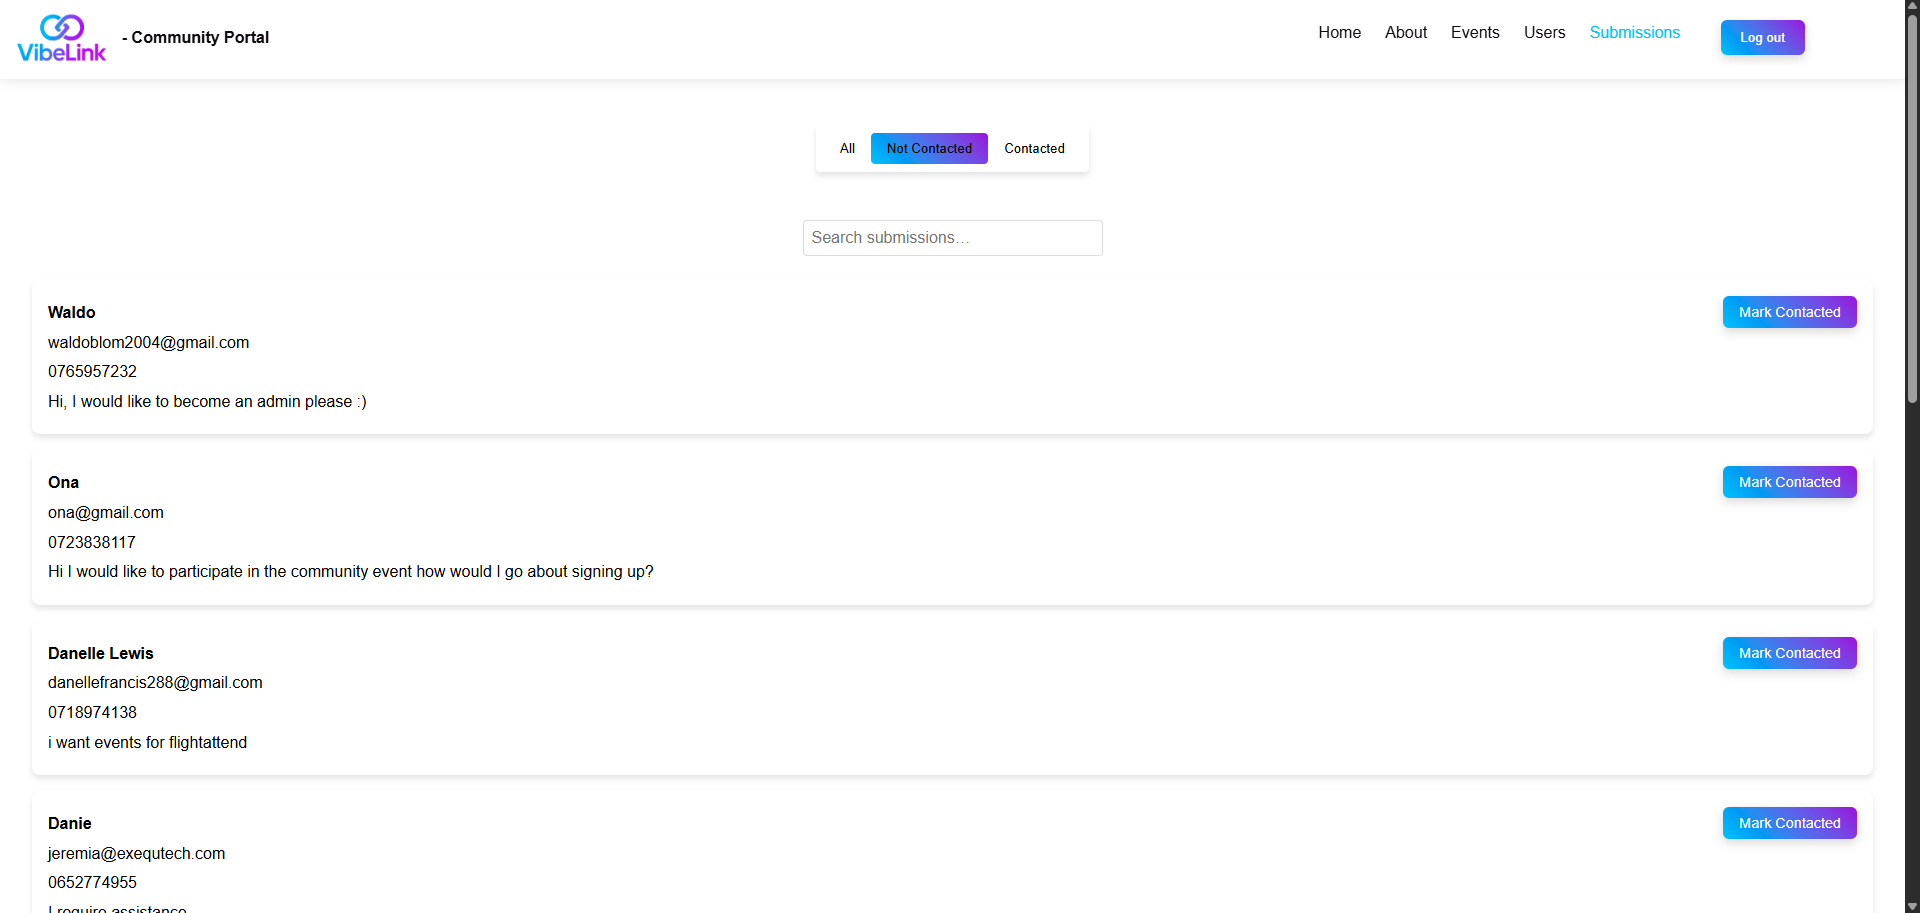 VibeLink
- Community Portal
Home About Events Users Submissions Log out
All Not Contacted Contacted
Search submissions...
Waldo Mark Contacted
waldoblom2004@gmail.com
0765957232
Hi, I would like to become an admin please :)
Ona Mark Contacted
ona@gmail.com
0723838117
Hi I would like to participate in the community event how would I go about signing up?
Danelle Lewis Mark Contacted
danellefrancis288@gmail.com
0718974138
i want events for flightattend
Danie Mark Contacted
jeremia@exequtech.com
0652774955
I require assistance